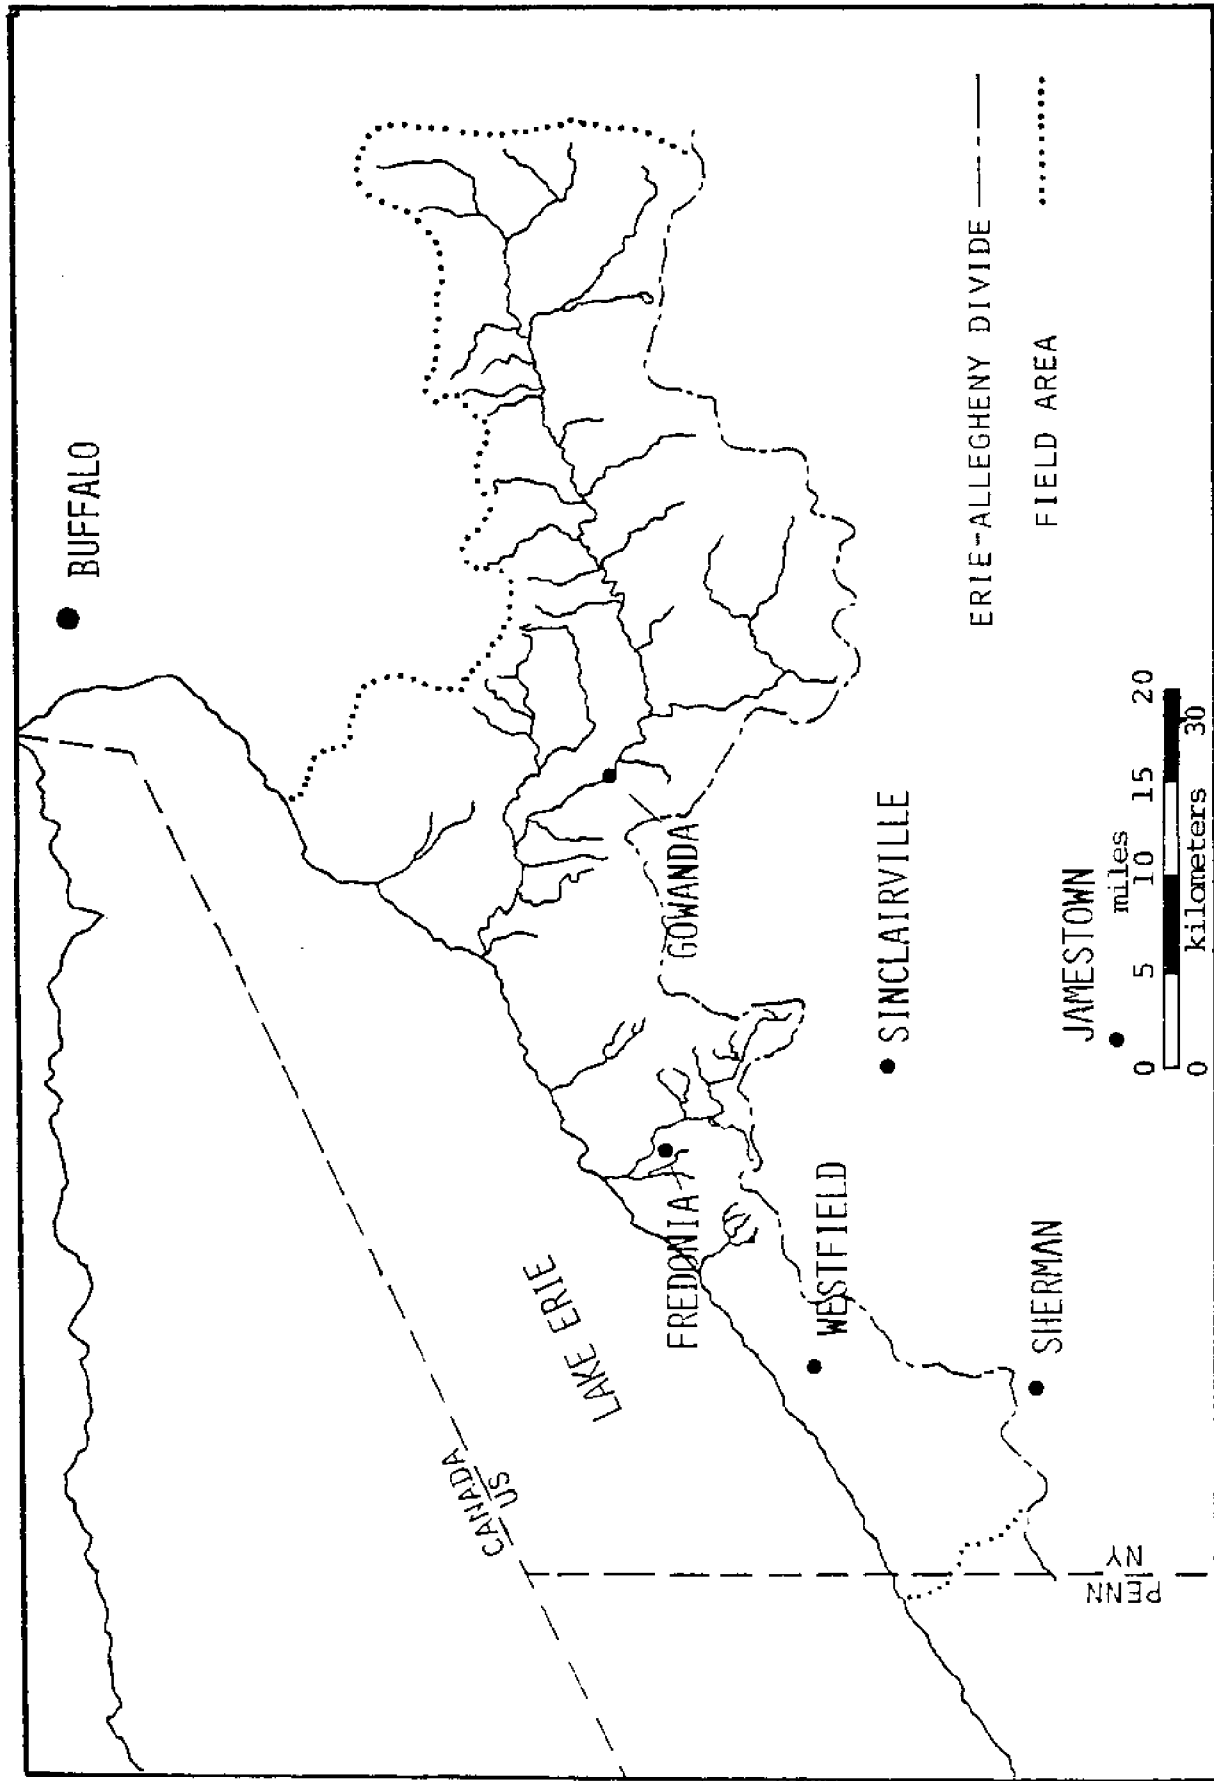 BUFFALO
CANADA
US
LAKE ERIE
GOWANDA
FREDONIA
WESTFIELD
SINCLAIRVILLE
SHERMAN
JAMESTOWN
PENN
NY
ERIE-ALLEGHENY DIVIDE
FIELD AREA
miles
0 5 10 15 20
0 kilometers 30